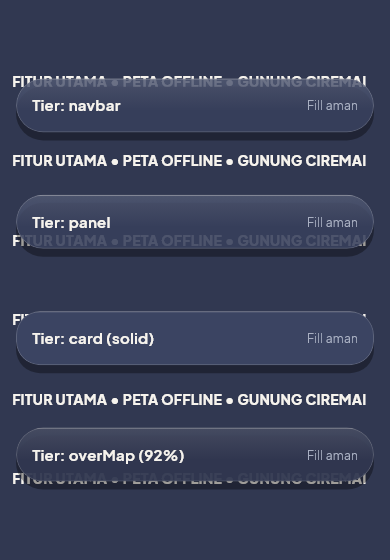 FITUR UTAMA ● PETA OFFLINE ● GUNUNG CIREMAI
Tier: navbar Fill aman
FITUR UTAMA ● PETA OFFLINE ● GUNUNG CIREMAI
Tier: panel Fill aman
FITUR UTAMA ● PETA OFFLINE ● GUNUNG CIREMAI
Tier: card (solid) Fill aman
FITUR UTAMA ● PETA OFFLINE ● GUNUNG CIREMAI
Tier: overMap (92%) Fill aman
FITUR UTAMA ● PETA OFFLINE ● GUNUNG CIREMAI